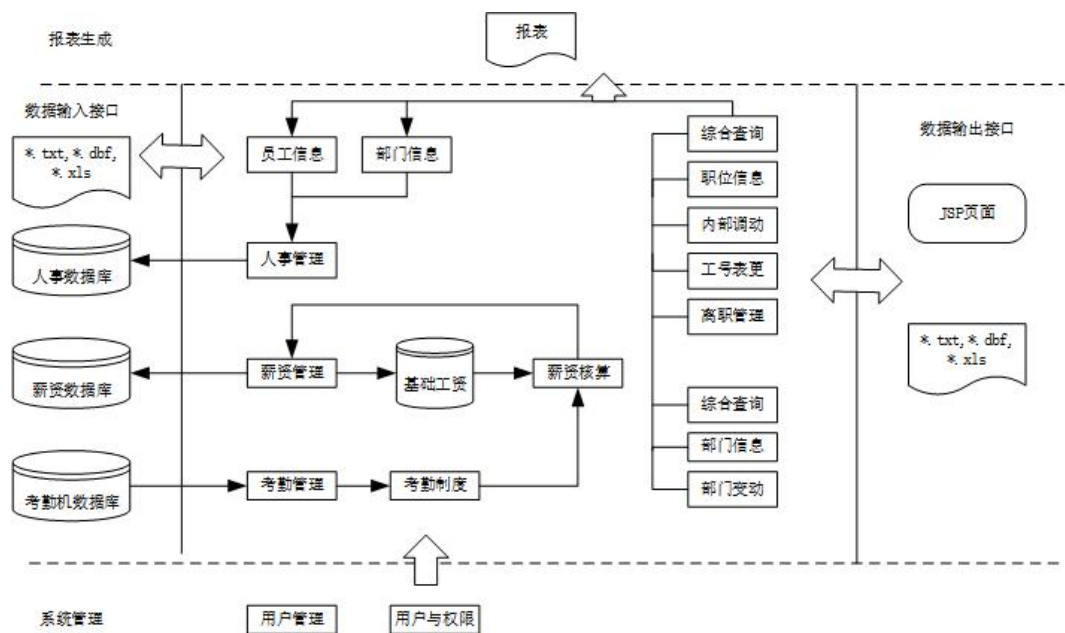 报表
报表生成
数据输入接口
*.txt,*.dbf,
*.xls
员工信息
部门信息
综合查询
数据输出接口
职位信息
JSP页面
内部调动
人事数据库
人事管理
工号表更
离职管理
*.txt,*.dbf,
*.xls
薪资数据库
薪资管理
基础工资
薪资核算
综合查询
部门信息
考勤机数据库
考勤管理
考勤制度
部门变动
系统管理
用户管理
用户与权限